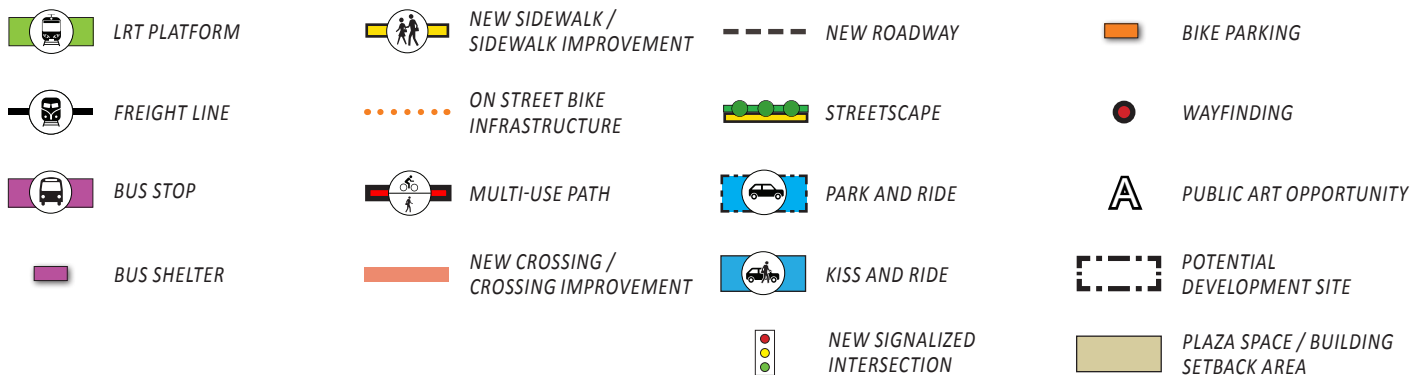 LRT PLATFORM
FREIGHT LINE
BUS STOP
BUS SHELTER
NEW SIDEWALK /
SIDEWALK IMPROVEMENT
ON STREET BIKE
INFRASTRUCTURE
MULTI-USE PATH
NEW CROSSING /
CROSSING IMPROVEMENT
NEW ROADWAY
STREETSCAPE
PARK AND RIDE
KISS AND RIDE
NEW SIGNALIZED
INTERSECTION
BIKE PARKING
WAYFINDING
A
PUBLIC ART OPPORTUNITY
POTENTIAL
DEVELOPMENT SITE
PLAZA SPACE / BUILDING
SETBACK AREA